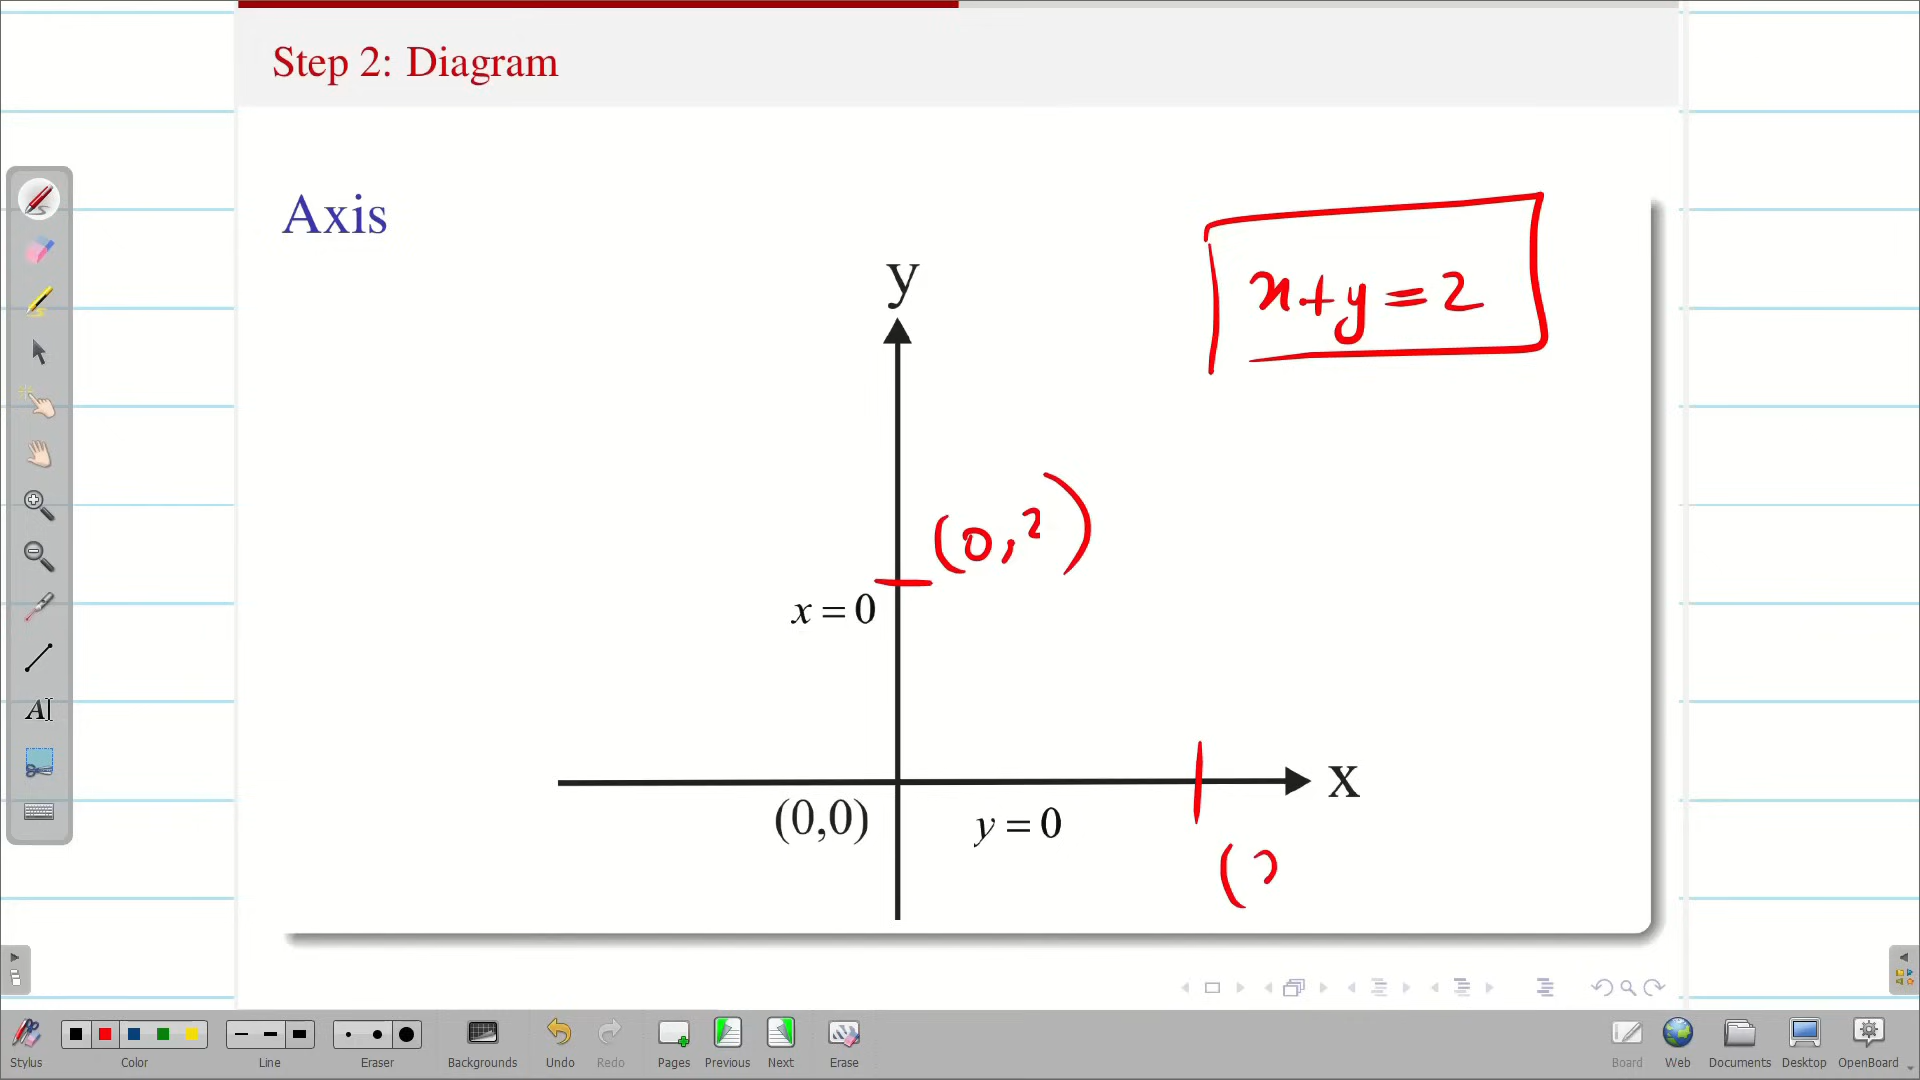 Step 2: Diagram
Axis
y
x+y=2
(0,2)
x = 0
x
(0,0)
y = 0
(2
Stylus
Color
Line
Eraser
Backgrounds
Undo
Redo
Pages
Previous
Next
Erase
Board
Web
Documents
Desktop
OpenBoard